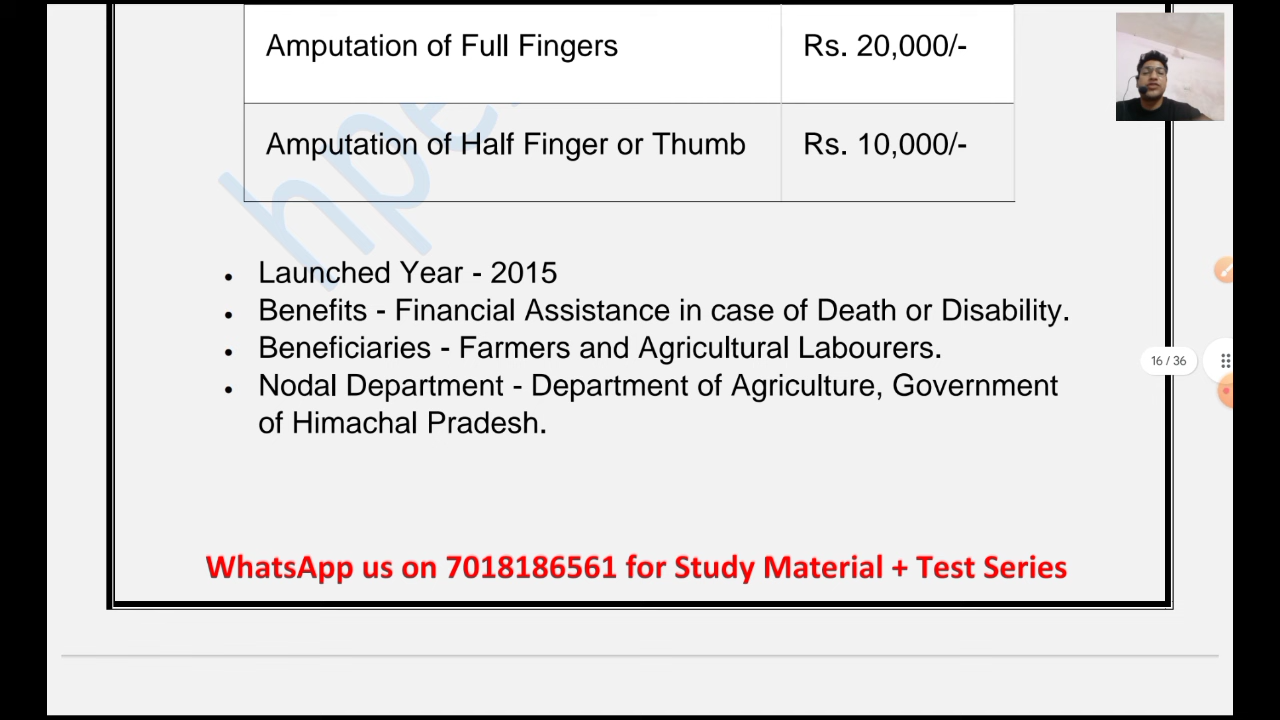 Amputation of Full Fingers Rs. 20,000/-
Amputation of Half Finger or Thumb Rs. 10,000/-
• Launched Year - 2015
• Benefits - Financial Assistance in case of Death or Disability.
• Beneficiaries - Farmers and Agricultural Labourers.
• Nodal Department - Department of Agriculture, Government
of Himachal Pradesh.
16 / 36
WhatsApp us on 7018186561 for Study Material + Test Series